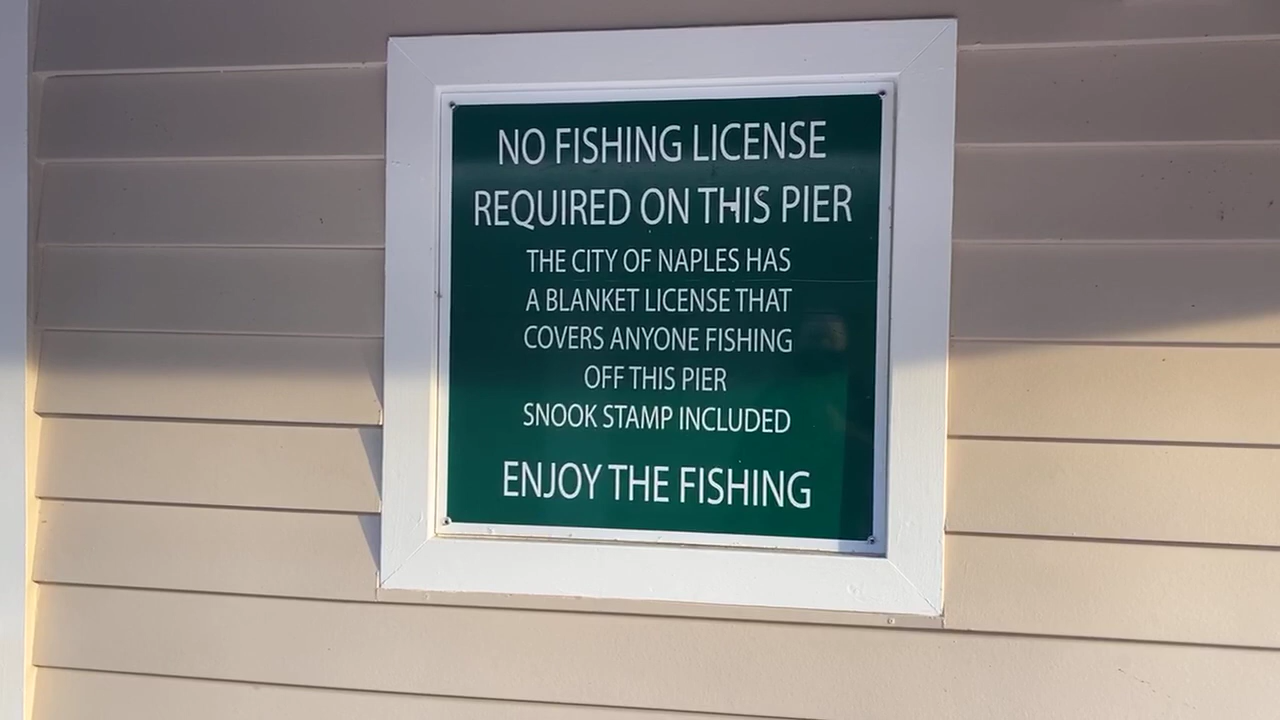 NO FISHING LICENSE
REQUIRED ON THIS PIER
THE CITY OF NAPLES HAS
A BLANKET LICENSE THAT
COVERS ANYONE FISHING
OFF THIS PIER
SNOOK STAMP INCLUDED
ENJOY THE FISHING